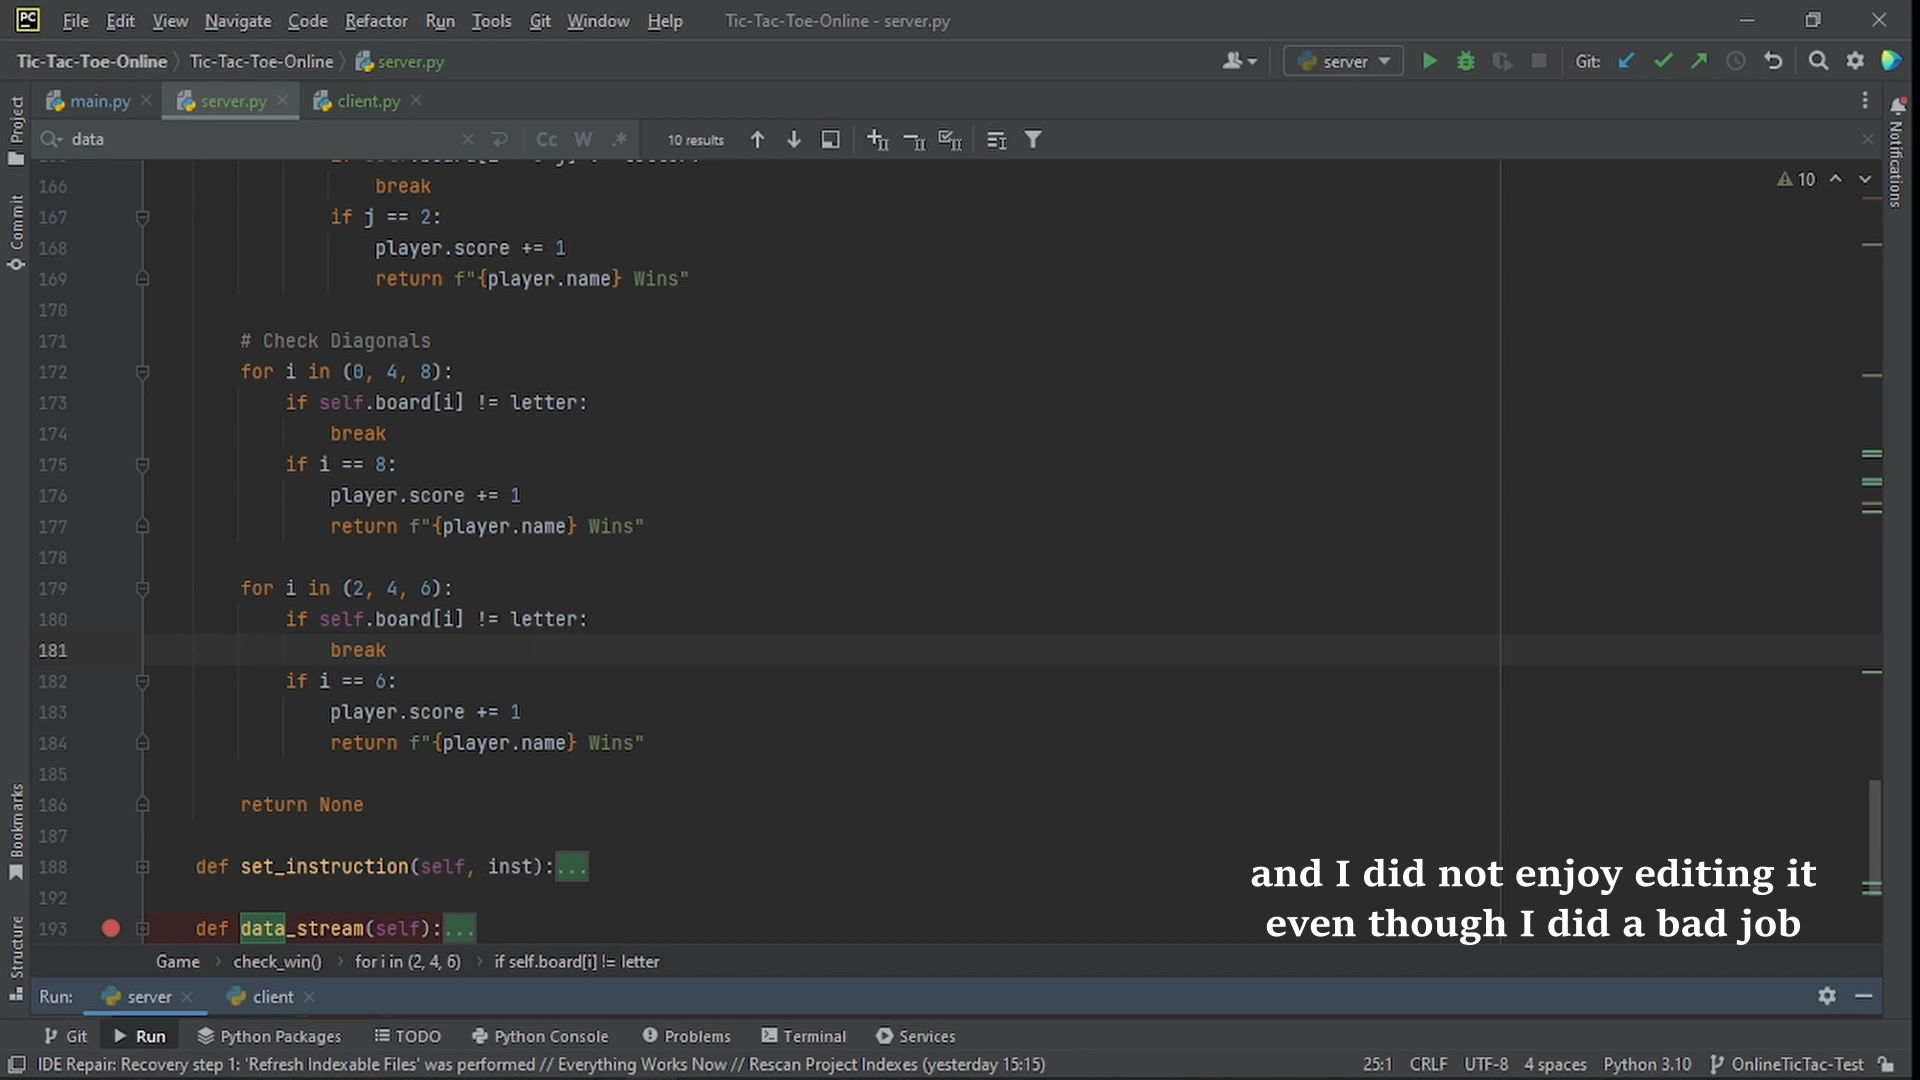 File Edit View Navigate Code Refactor Run Tools Git Window Help Tic-Tac-Toe-Online - server.py
Tic-Tac-Toe-Online Tic-Tac-Toe-Online server.py server Git:
main.py server.py client.py
data Cc W .* 10 results
166 break
10
167 if j == 2:
168 player.score += 1
169 return f"{player.name} Wins"
170
171 # Check Diagonals
172 for i in (0, 4, 8):
173 if self.board[i] != letter:
174 break
175 if i == 8:
176 player.score += 1
177 return f"{player.name} Wins"
178
179 for i in (2, 4, 6):
180 if self.board[i] != letter:
181 break
182 if i == 6:
183 player.score += 1
184 return f"{player.name} Wins"
185
186 return None
187
188 def set_instruction(self, inst):...
192
193 def data_stream(self):...
and I did not enjoy editing it
even though I did a bad job
Game check_win() for i in (2, 4, 6) if self.board[i] != letter
Run: server client
Git Run Python Packages TODO Python Console Problems Terminal Services
IDE Repair: Recovery step 1: 'Refresh Indexable Files' was performed // Everything Works Now // Rescan Project Indexes (yesterday 15:15) 25:1 CRLF UTF-8 4 spaces Python 3.10 OnlineTicTac-Test
Project
Commit
Bookmarks
Structure
Notifications